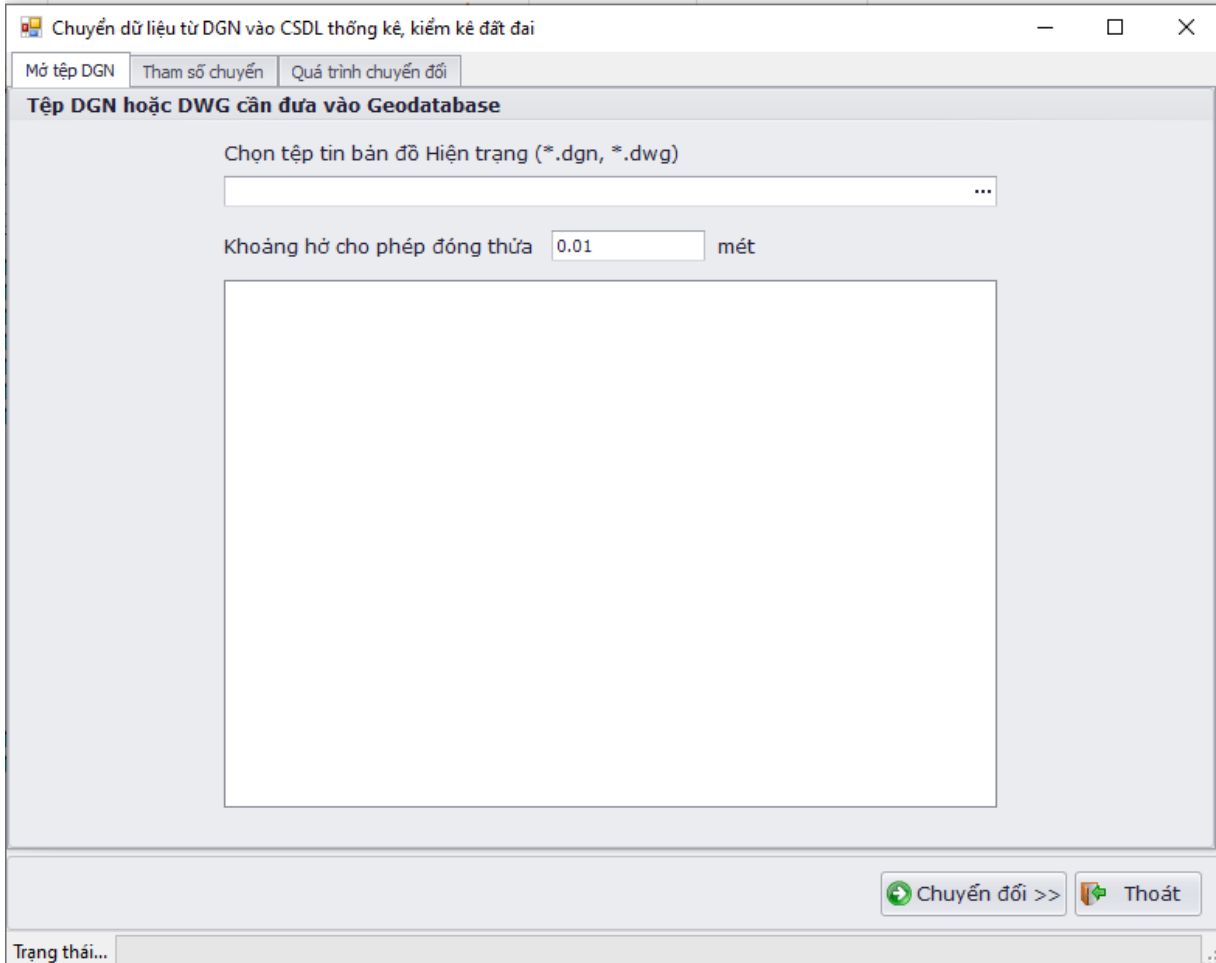 Chuyển dữ liệu từ DGN vào CSDL thống kê, kiểm kê đất đai
Mở tệp DGN Tham số chuyển Quá trình chuyển đổi
Tệp DGN hoặc DWG cần đưa vào Geodatabase
Chọn tệp tin bản đồ Hiện trạng (*.dgn, *.dwg)
...
Khoảng hở cho phép đóng thửa 0.01 mét
Chuyển đổi >> Thoát
Trạng thái...